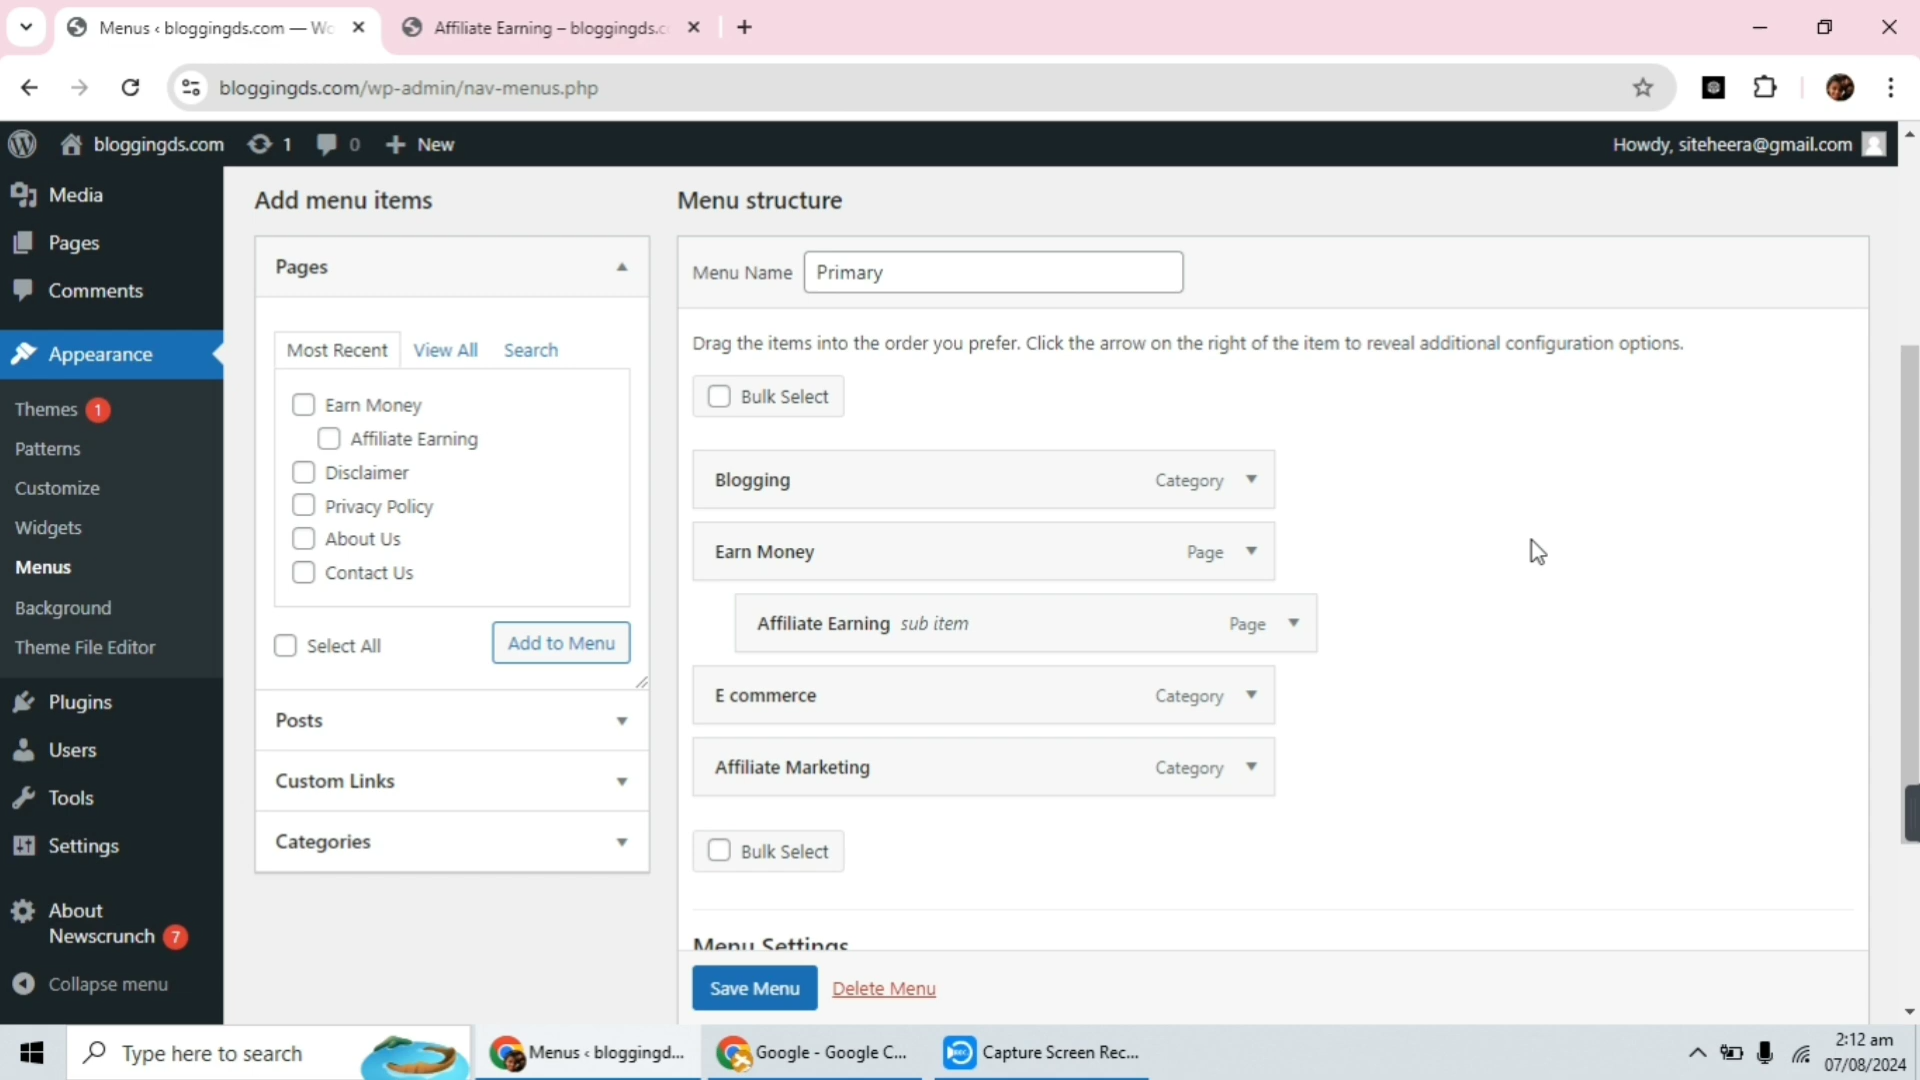 Menus ‹ bloggingds.com — Wo
Affiliate Earning – bloggingds.c
bloggingds.com/wp-admin/nav-menus.php
bloggingds.com
1
0
New
Howdy, siteheera@gmail.com
Media
Pages
Comments
Appearance
Themes 1
Patterns
Customize
Widgets
Menus
Background
Theme File Editor
Plugins
Users
Tools
Settings
About
Newscrunch 7
Collapse menu
Add menu items
Pages
Most Recent
View All
Search
Earn Money
Affiliate Earning
Disclaimer
Privacy Policy
About Us
Contact Us
Select All
Add to Menu
Posts
Custom Links
Categories
Menu structure
Menu Name
Primary
Drag the items into the order you prefer. Click the arrow on the right of the item to reveal additional configuration options.
Bulk Select
Blogging
Category
Earn Money
Page
Affiliate Earning sub item
Page
E commerce
Category
Affiliate Marketing
Category
Bulk Select
Menu Settings
Save Menu
Delete Menu
Type here to search
Menus ‹ bloggingd...
Google - Google C...
Capture Screen Rec...
2:12 am
07/08/2024